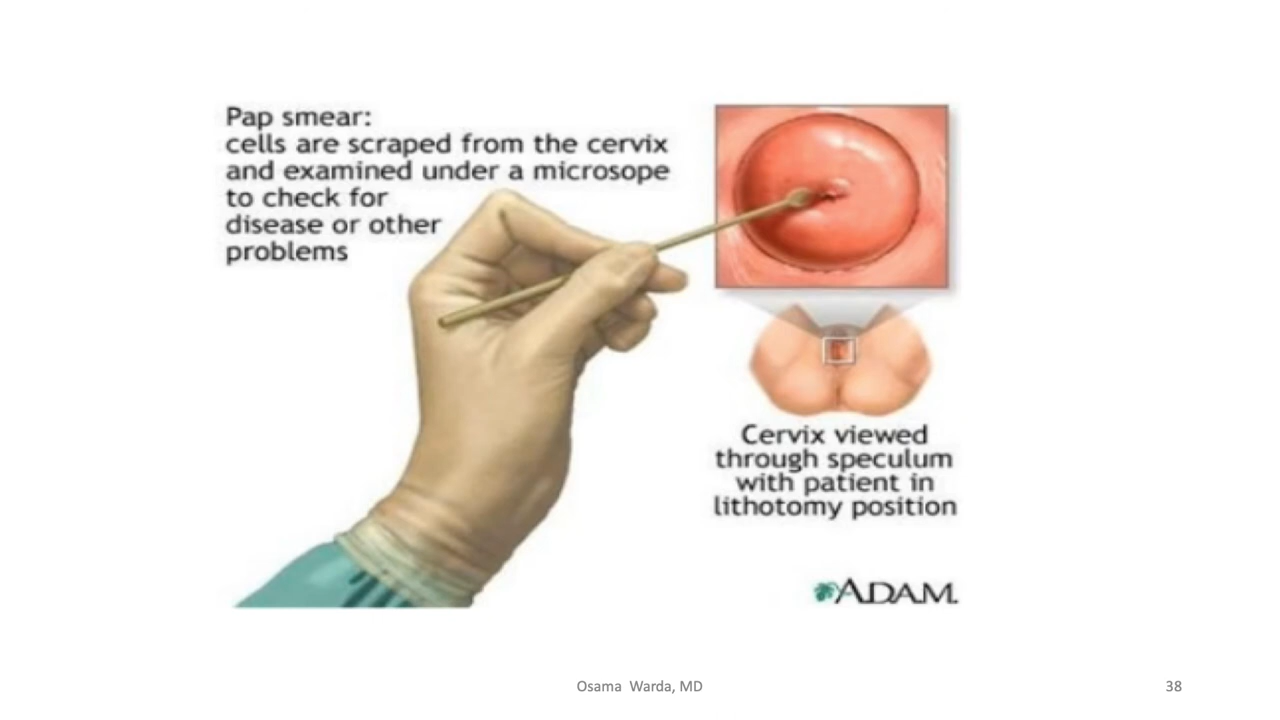 Pap smear:
cells are scraped from the cervix
and examined under a microsope
to check for
disease or other
problems
Cervix viewed
through speculum
with patient in
lithotomy position
A.D.A.M.
Osama Warda, MD
38